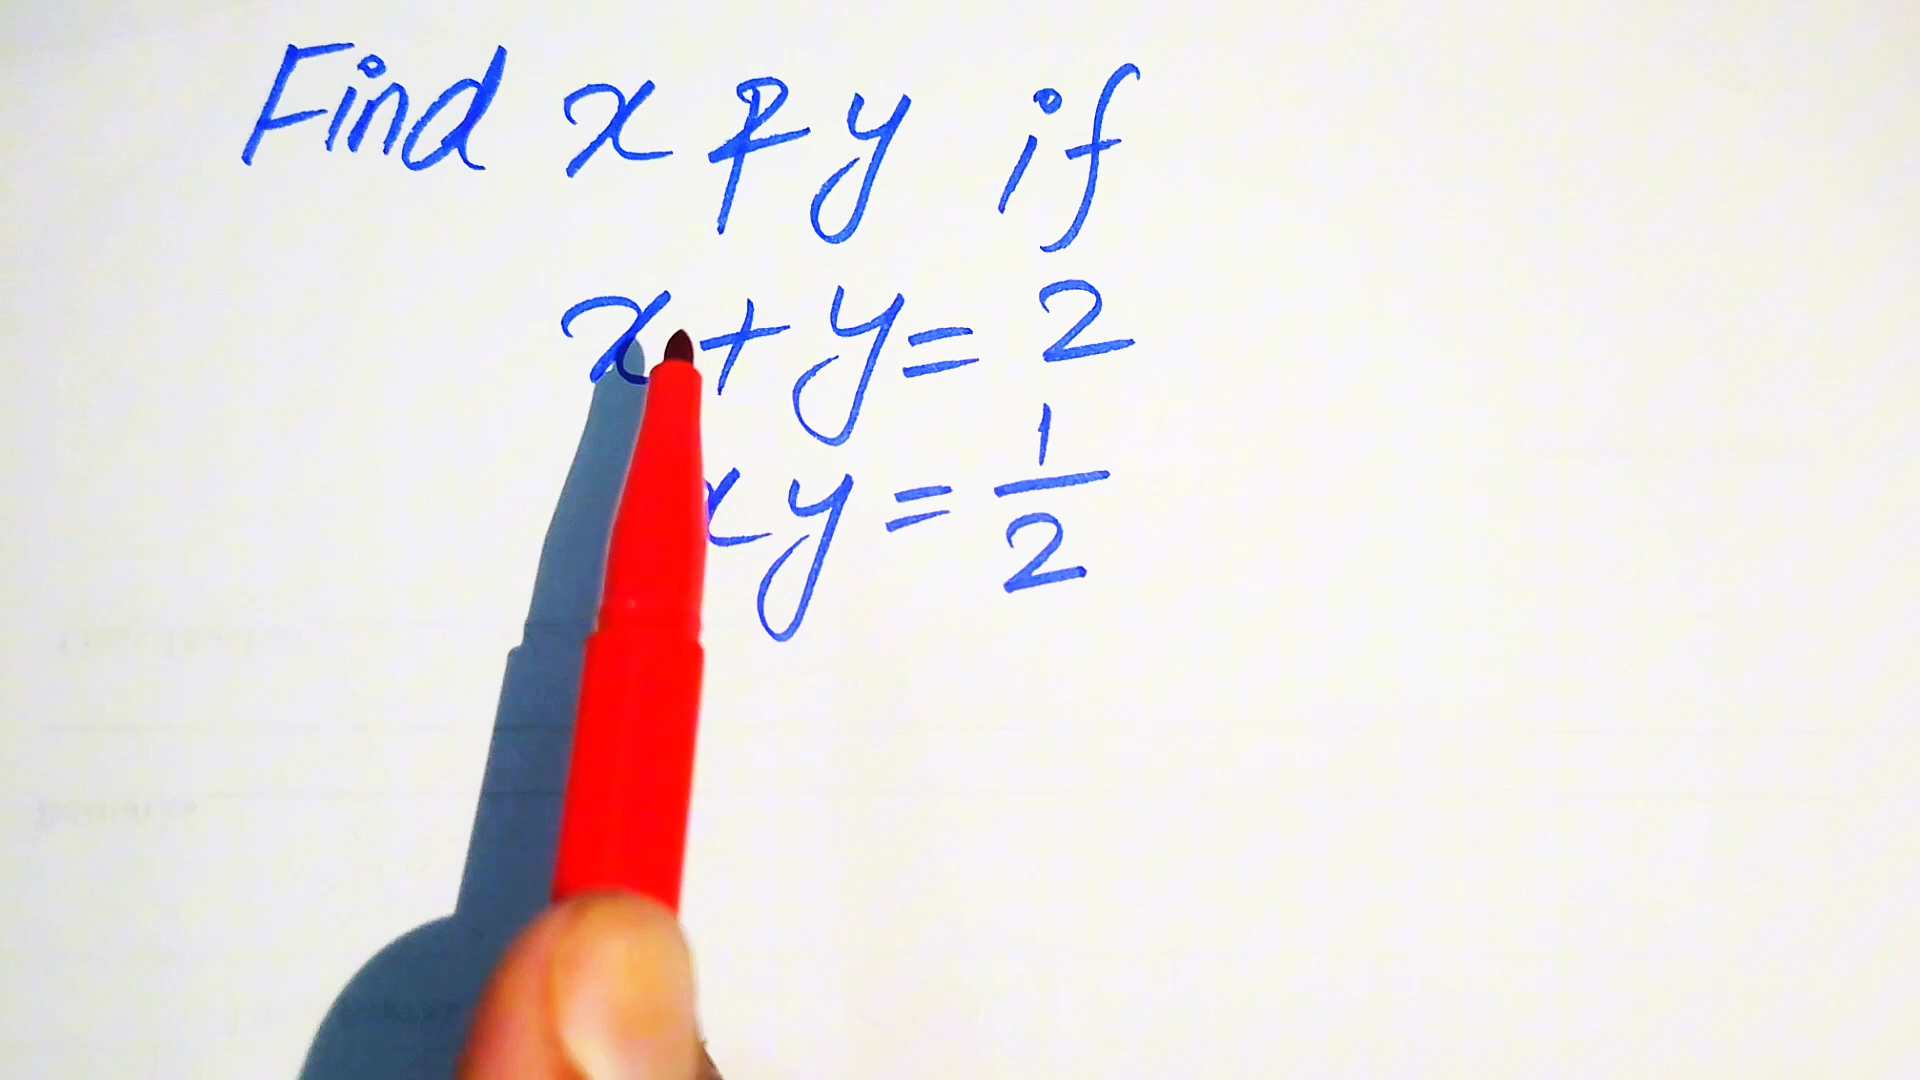 Find x & y if
x + y = 2
xy = 1/2